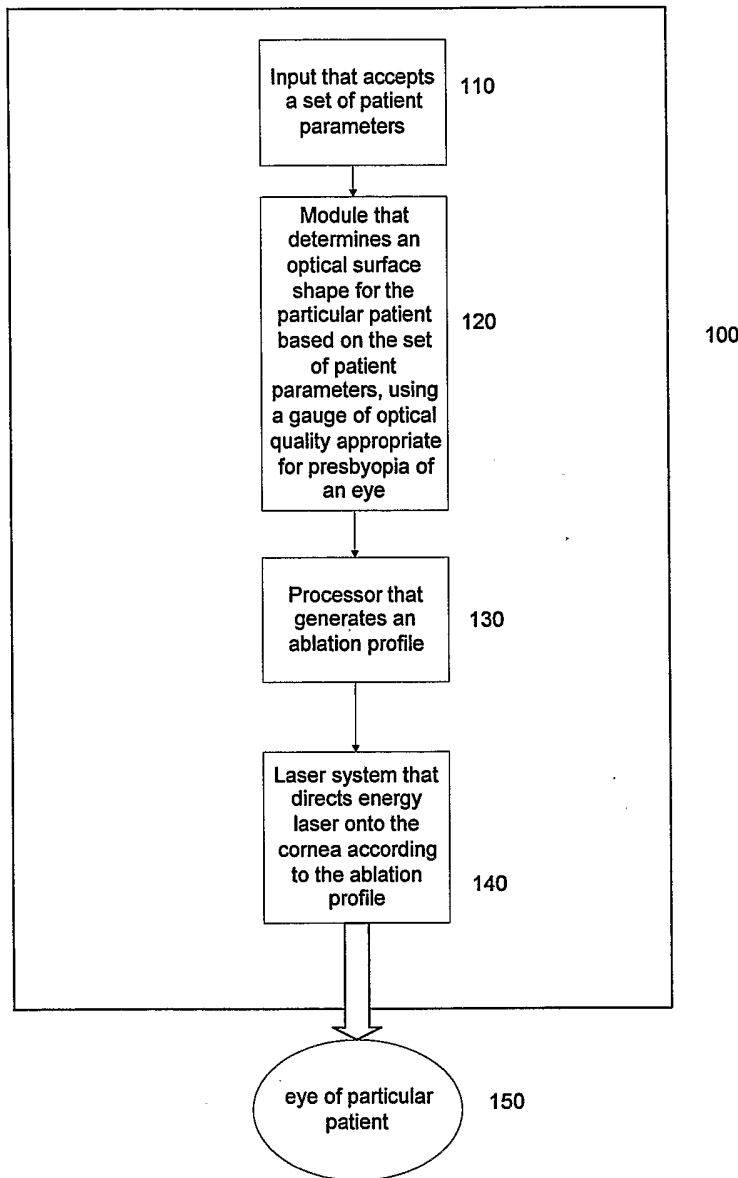 Input that accepts
a set of patient
parameters
110
Module that
determines an
optical surface
shape for the
particular patient
based on the set
of patient
parameters, using
a gauge of optical
quality appropriate
for presbyopia of
an eye
120
100
Processor that
generates an
ablation profile
130
Laser system that
directs energy
laser onto the
cornea according
to the ablation
profile
140
eye of particular
patient
150